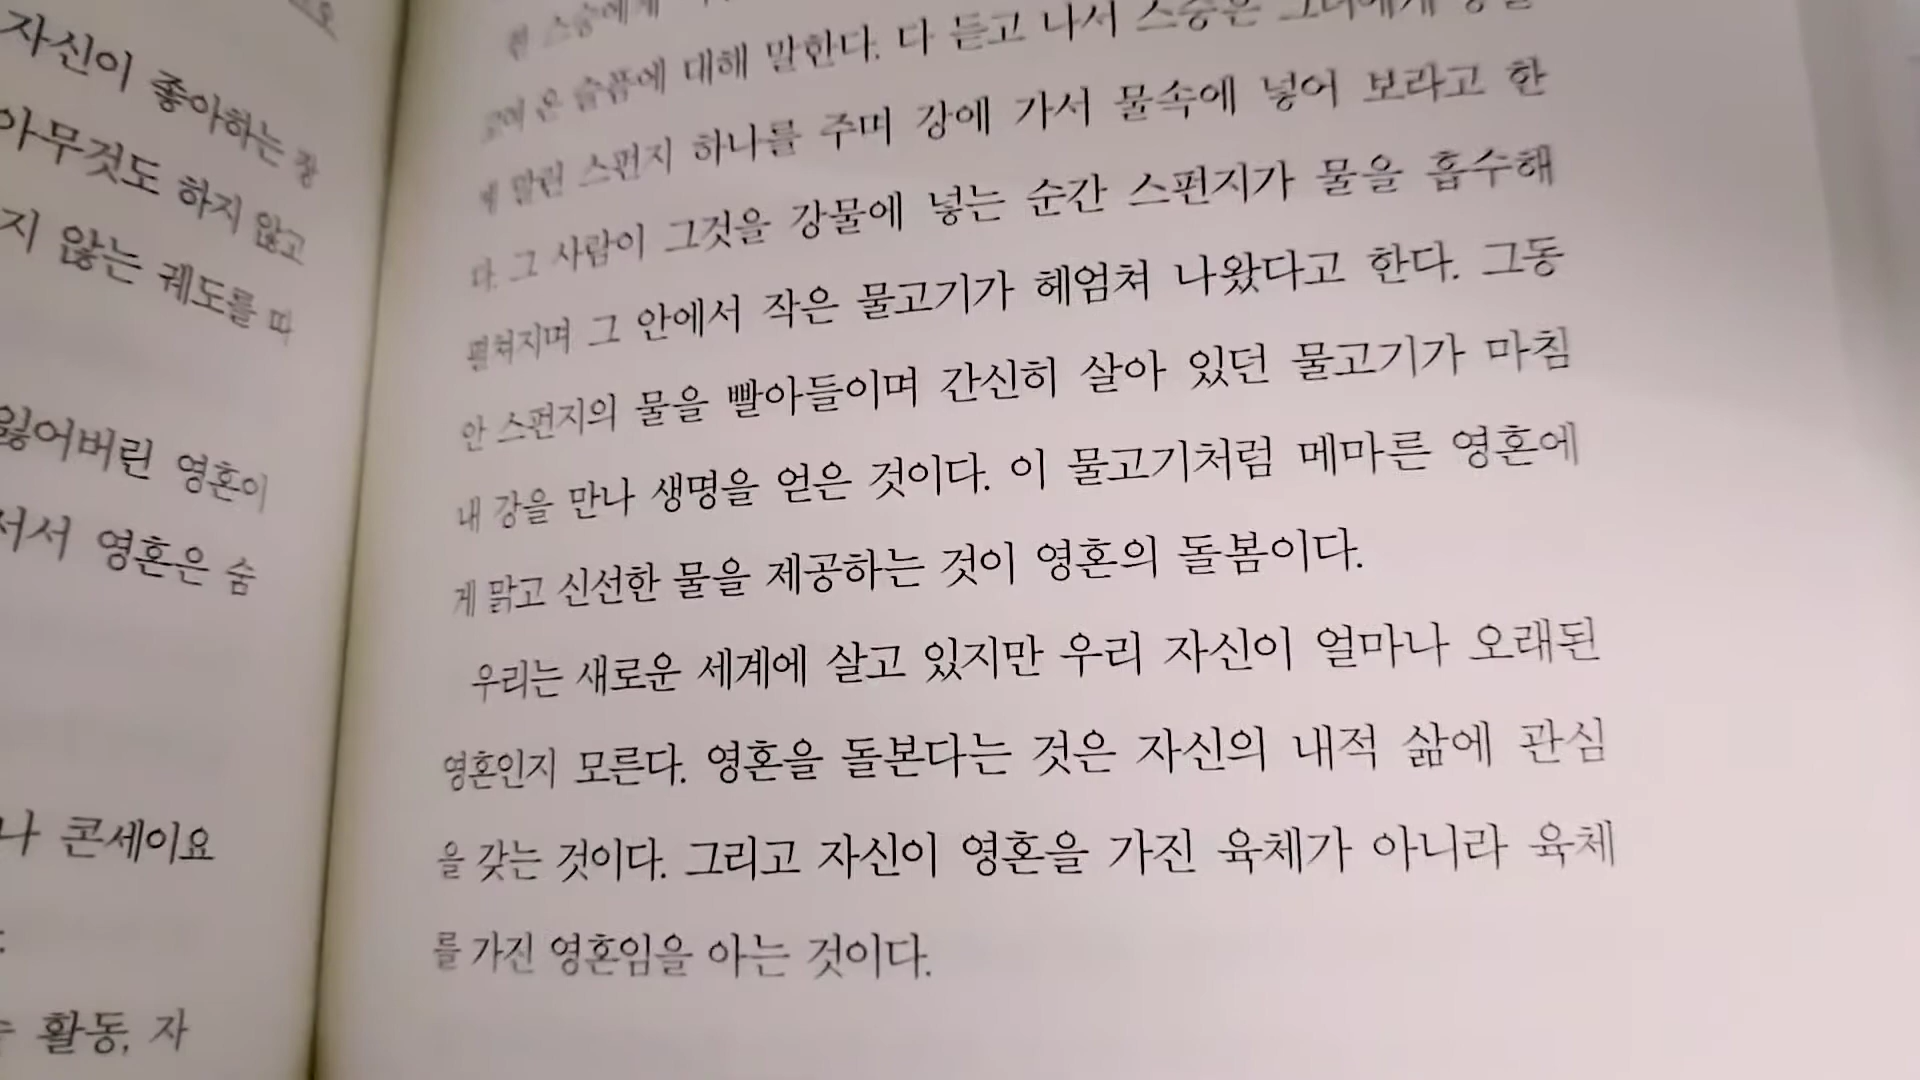 자신이 좋아하는
아무것도 하지 않고
지 않는 궤도를 따
잃어버린 영혼이
서서 영혼은 숨
나 콘세이요
활동, 자
스승에게
온 슬픔에 대해 말한다. 다 듣고 나서 스승은 그녀에게
말린 스펀지 하나를 주며 강에 가서 물속에 넣어 보라고 한
다. 그 사람이 그것을 강물에 넣는 순간 스펀지가 물을 흡수해
펼쳐지며 그 안에서 작은 물고기가 헤엄쳐 나왔다고 한다. 그동
안 스펀지의 물을 빨아들이며 간신히 살아 있던 물고기가 마침
내 강을 만나 생명을 얻은 것이다. 이 물고기처럼 메마른 영혼에
게 맑고 신선한 물을 제공하는 것이 영혼의 돌봄이다.
우리는 새로운 세계에 살고 있지만 우리 자신이 얼마나 오래된
영혼인지 모른다. 영혼을 돌본다는 것은 자신의 내적 삶에 관심
을 갖는 것이다. 그리고 자신이 영혼을 가진 육체가 아니라 육체
를 가진 영혼임을 아는 것이다.